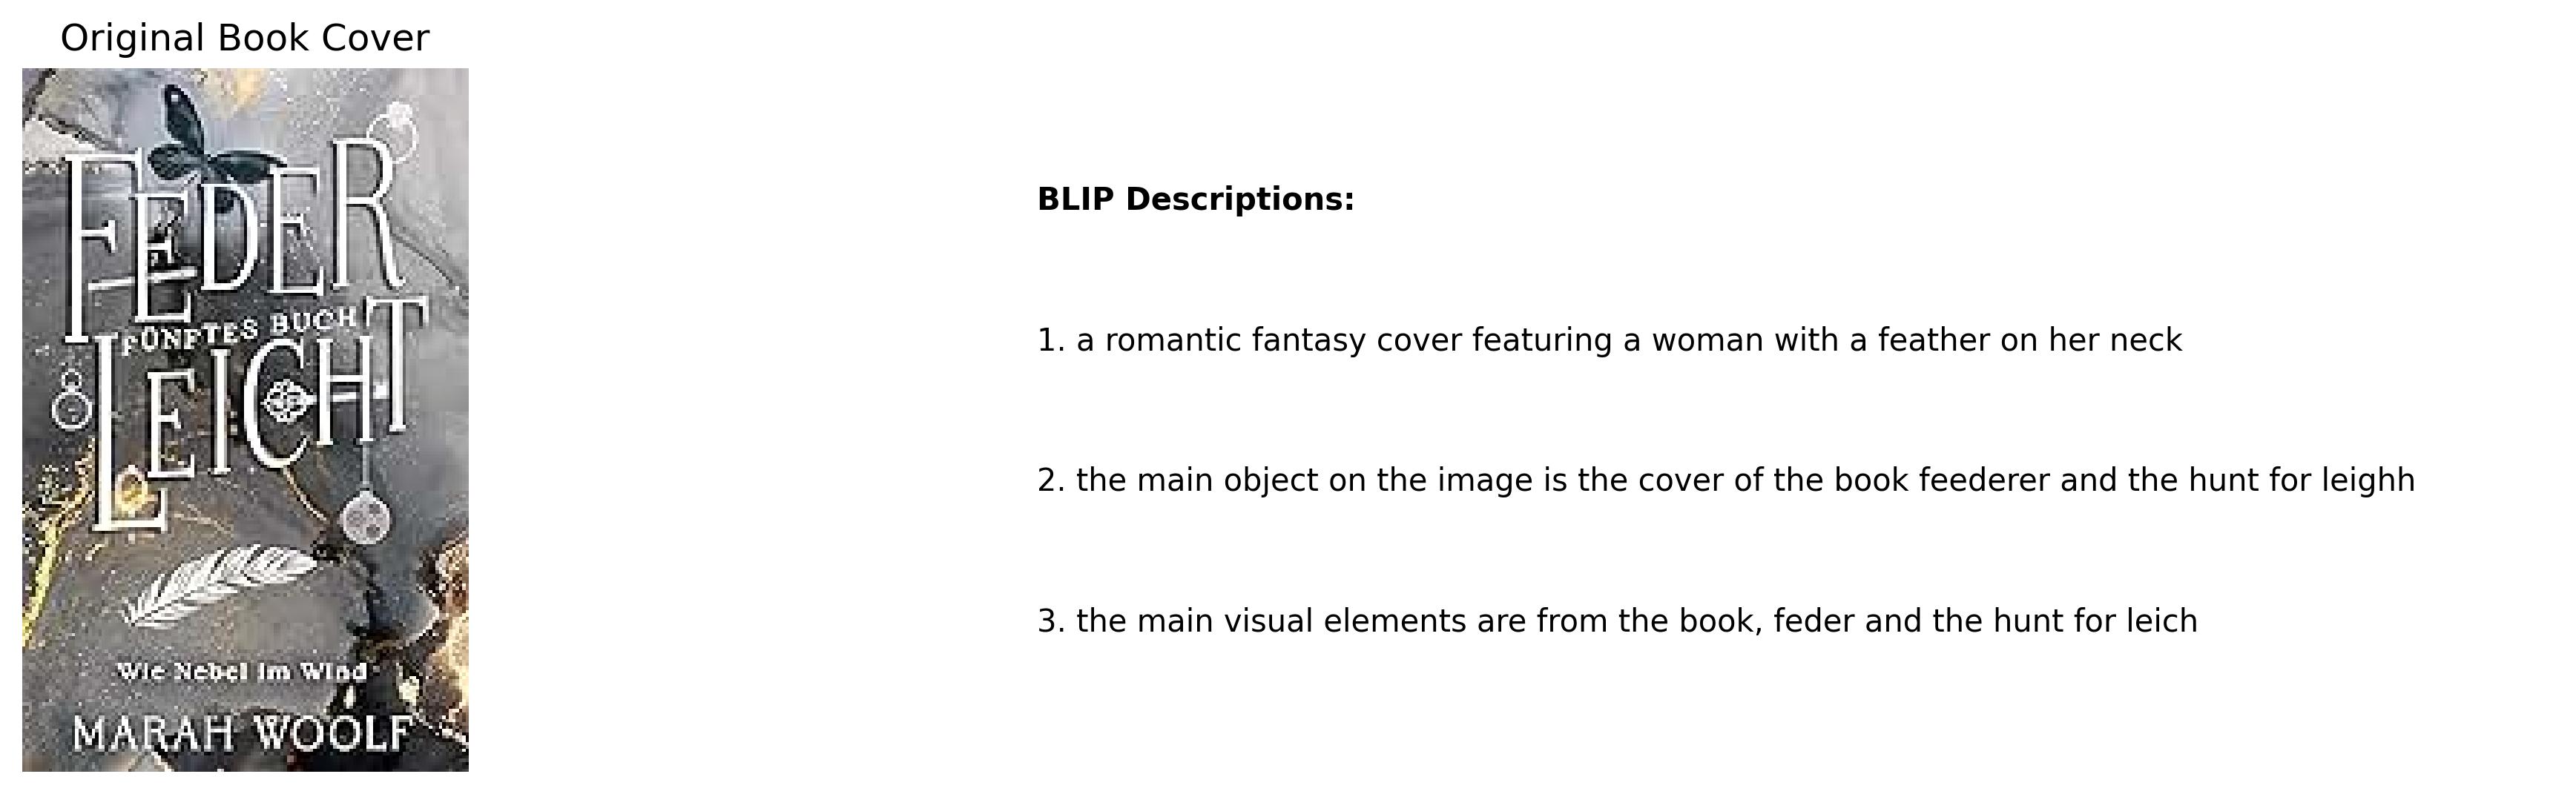 Original Book Cover
FEDER
FÜNFTES BUCH
LEICHT
Wie Nebel im Wind
MARAH WOOLF
BLIP Descriptions:
1. a romantic fantasy cover featuring a woman with a feather on her neck
2. the main object on the image is the cover of the book feederer and the hunt for leighh
3. the main visual elements are from the book, feder and the hunt for leich